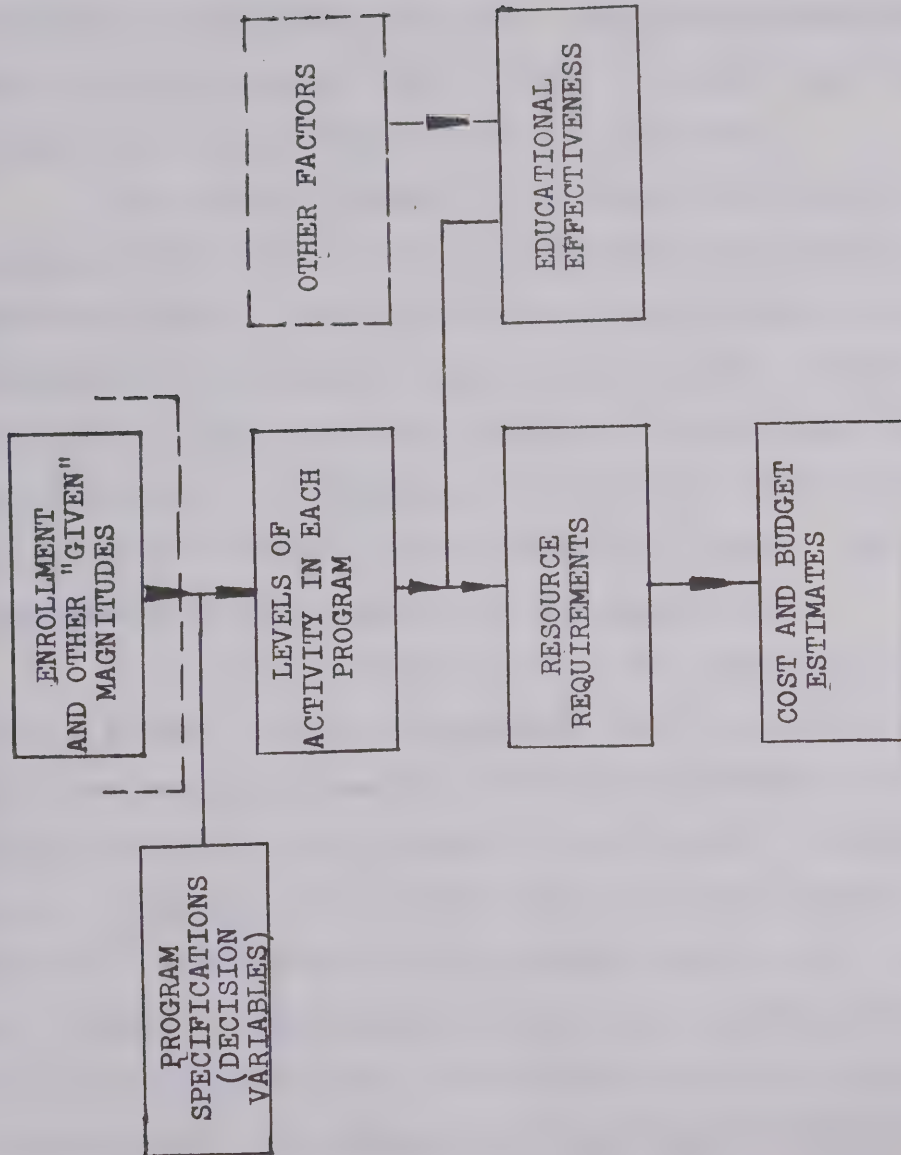 PROGRAM
SPECIFICATIONS
(DECISION
VARIABLES)
ENROLLMENT
AND OTHER "GIVEN"
MAGNITUDES
LEVELS OF
ACTIVITY IN EACH
PROGRAM
RESOURCE
REQUIREMENTS
COST AND BUDGET
ESTIMATES
OTHER FACTORS
EDUCATIONAL
EFFECTIVENESS